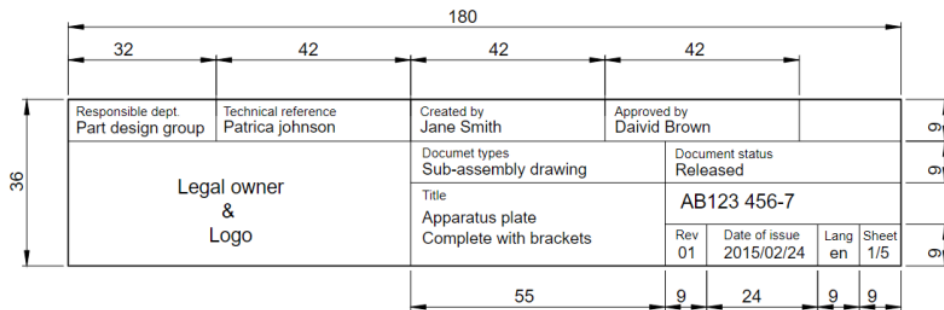 180
32 42 42 42
Responsible dept. Technical reference Created by Approved by
Part design group Patrica johnson Jane Smith Daivid Brown
9
36
Documet types Document status
Sub-assembly drawing Released
9
Legal owner
&
Logo
Title
Apparatus plate
Complete with brackets
AB123 456-7
Rev Date of issue Lang Sheet
01 2015/02/24 en 1/5
9
55 9 24 9 9